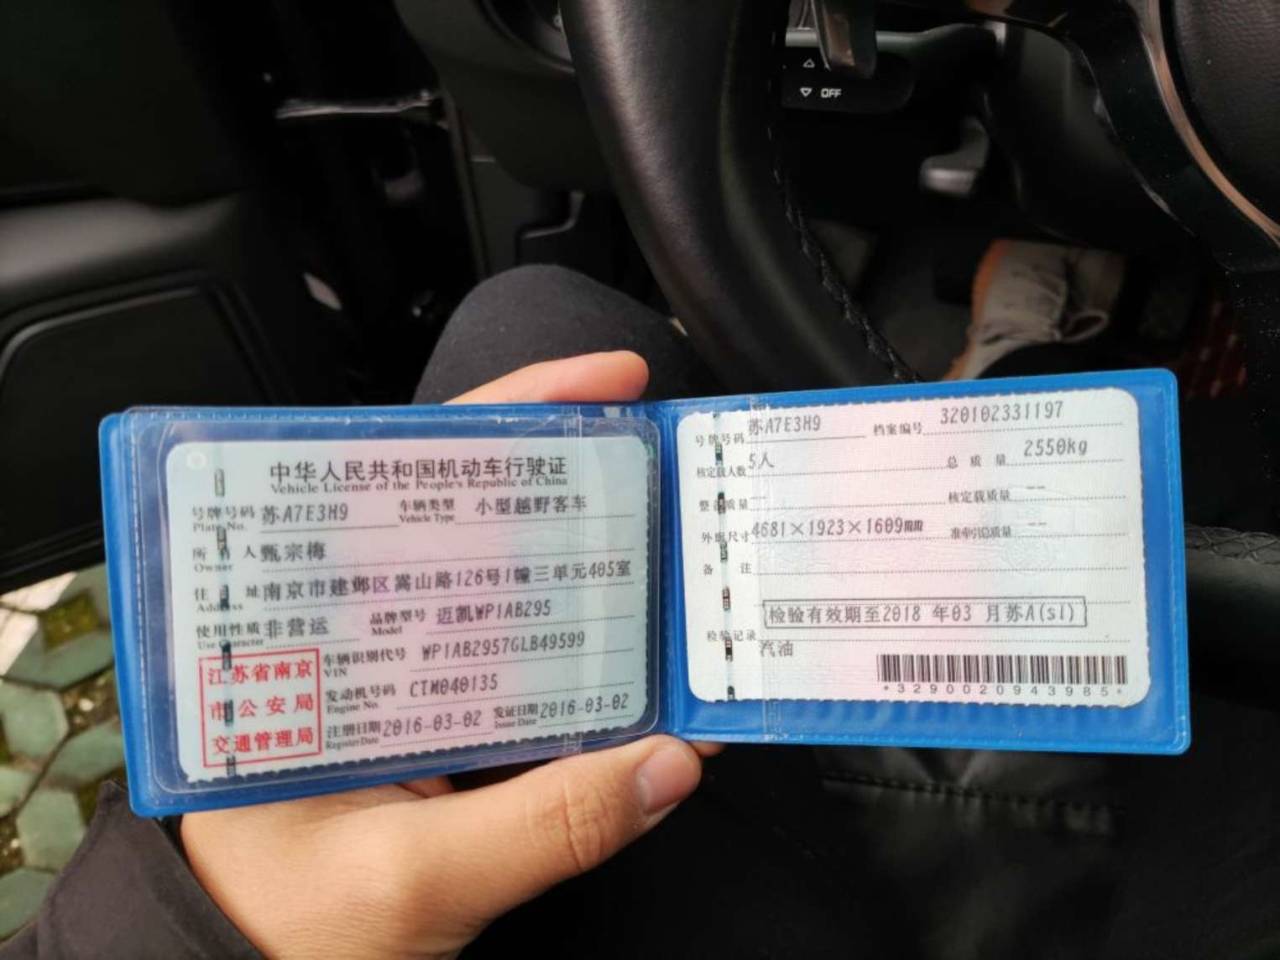 OFF
中华人民共和国机动车行驶证
Vehicle License of the People's Republic of China
号牌号码 苏A7E3H9 车辆类型 小型越野客车
Plate No. Vehicle Type
所有人 甄宗梅
Owner
住址 南京市建邺区嵩山路126号1幢三单元405室
Address
使用性质 非营运 品牌型号 迈凯WP1AB295
Use Character Model
江苏省南京
市公安局
交通管理局
车辆识别代号 WP1AB2957GLB49599
VIN
发动机号码 CTM040135
Engine No.
注册日期 2016-03-02 发证日期 2016-03-02
Register Date Issue Date
号牌号码 苏A7E3H9 档案编号 320102331197
核定载人数 5人 总质量 2550kg
整备质量 -- 核定载质量 --
外廓尺寸 4681×1923×1609mm 准牵引总质量 --
备注
检验有效期至2018 年03 月苏A(sl)
检验记录
汽油
*3290020943985*